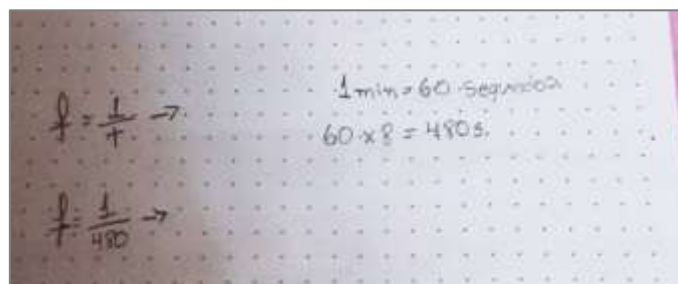 f = 1/T →
1 min = 60 segundos
60 x 8 = 480 s.
f = 1/480 →